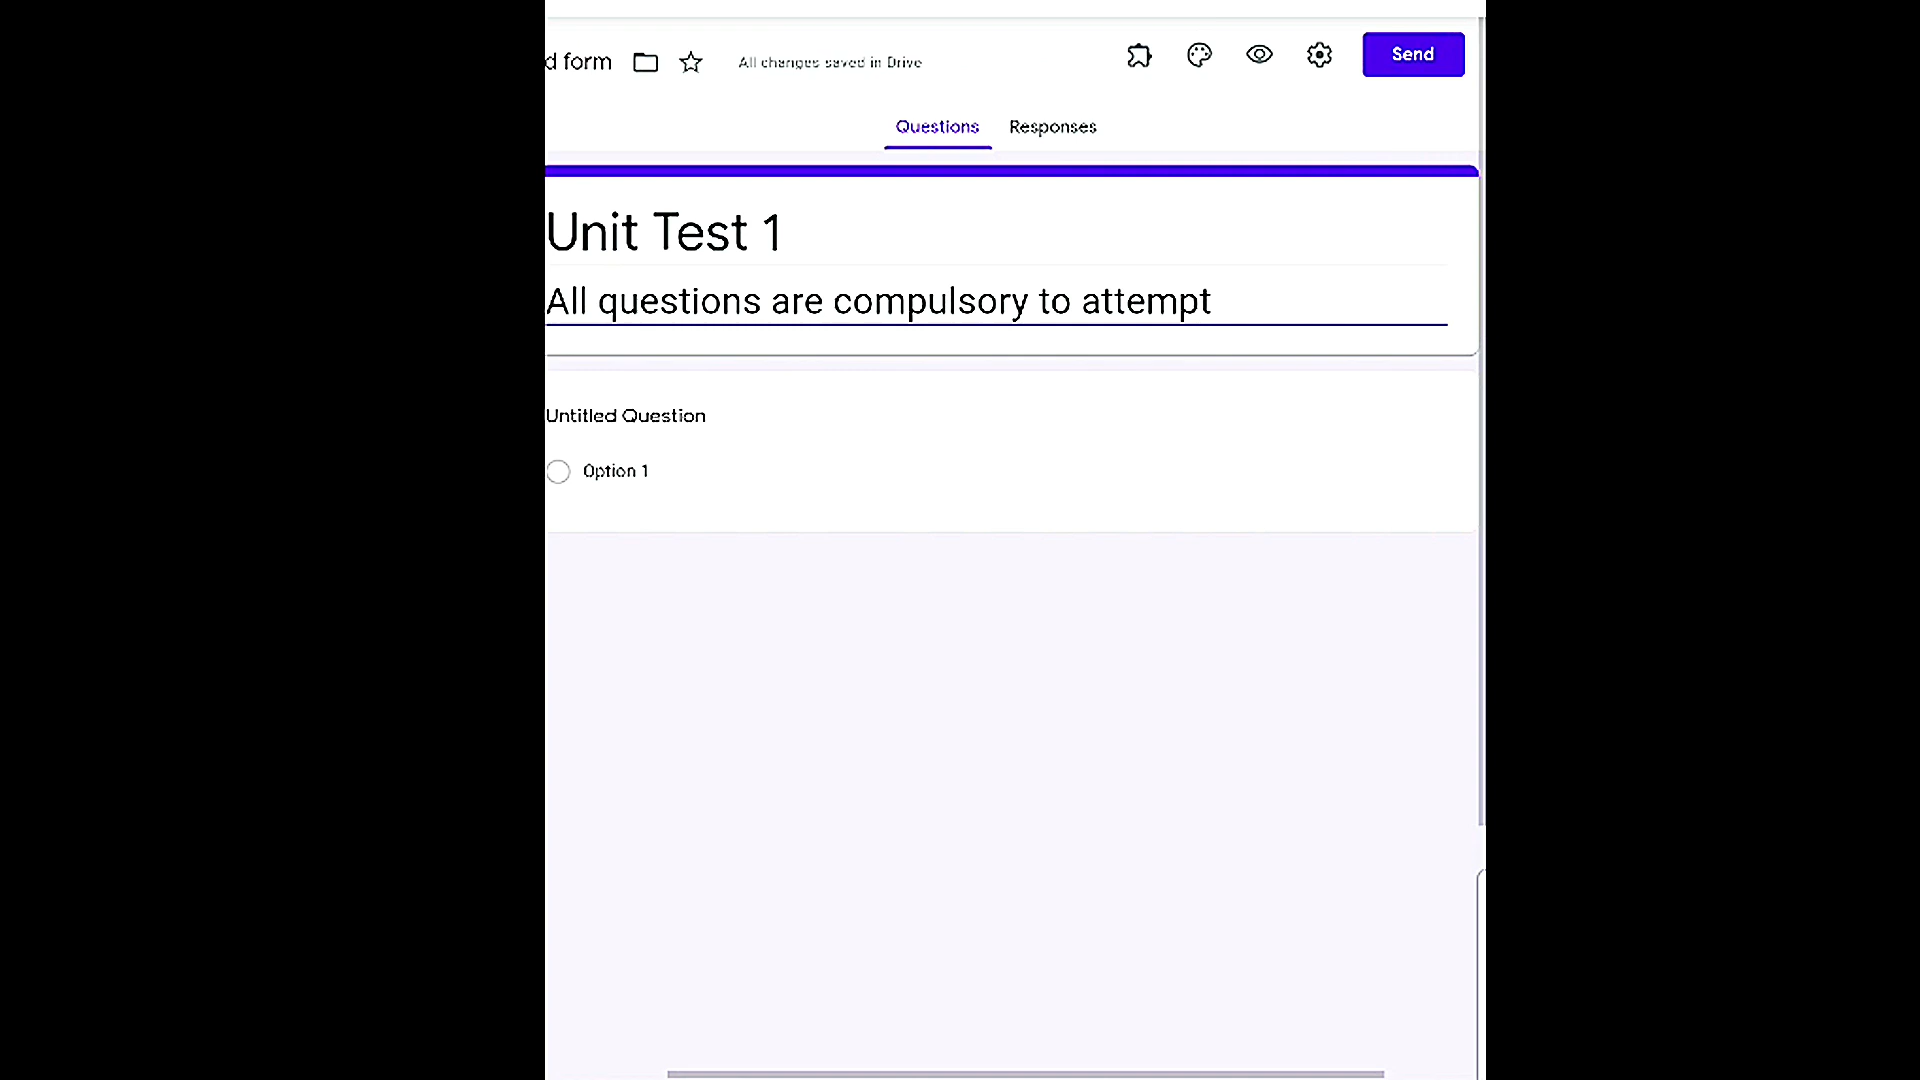 d form All changes saved in Drive Send
Questions Responses
Unit Test 1
All questions are compulsory to attempt
Untitled Question
Option 1